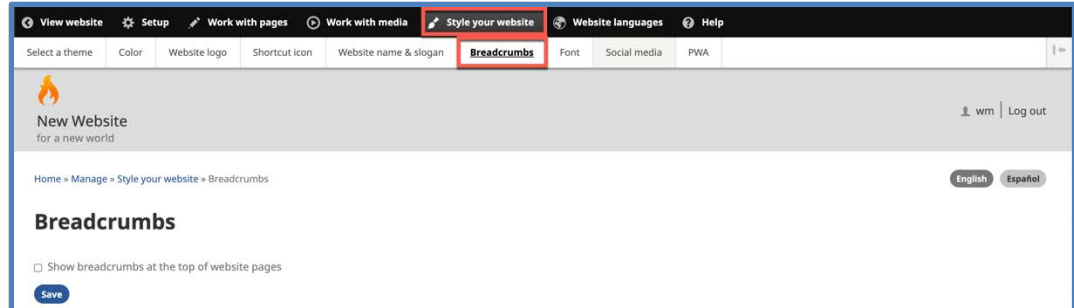 View website Setup Work with pages Work with media Style your website Website languages Help
Select a theme Color Website logo Shortcut icon Website name & slogan Breadcrumbs Font Social media PWA
New Website
for a new world
wm Log out
Home » Manage » Style your website » Breadcrumbs
English Español
Breadcrumbs
Show breadcrumbs at the top of website pages
Save